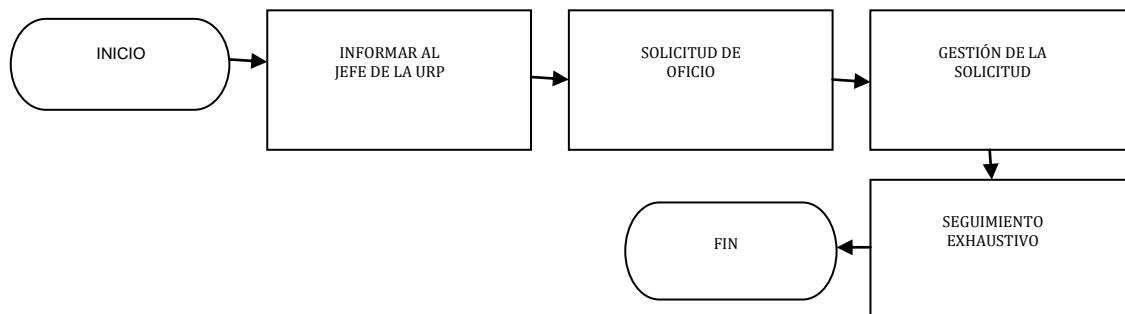 INICIO
INFORMAR AL
JEFE DE LA URP
SOLICITUD DE
OFICIO
GESTIÓN DE LA
SOLICITUD
SEGUIMIENTO
EXHAUSTIVO
FIN